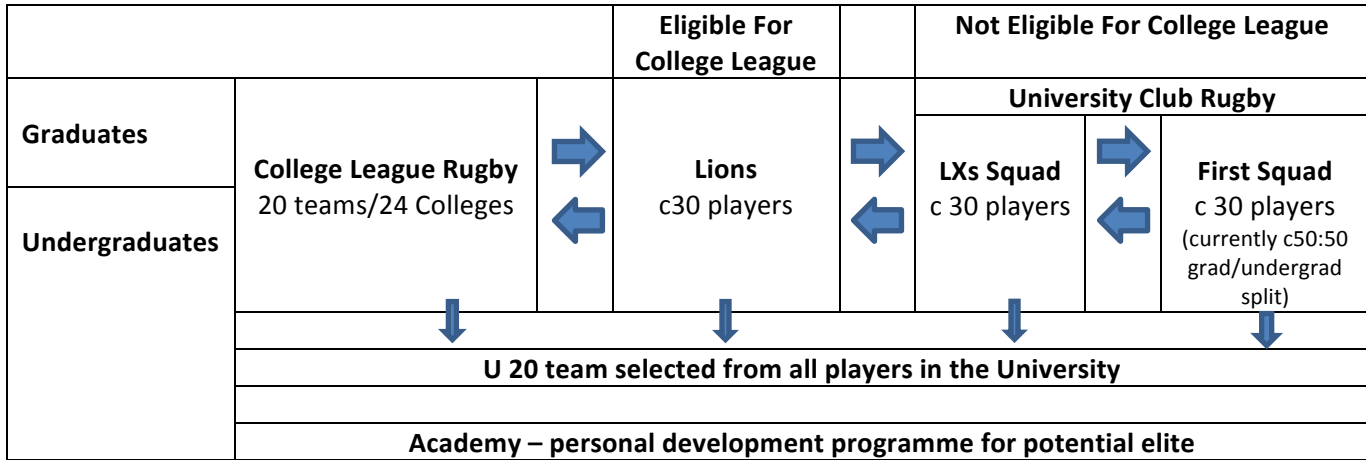 Eligible For
College League
Not Eligible For College League
Graduates
University Club Rugby
College League Rugby
20 teams/24 Colleges
Lions
c30 players
LXs Squad
c 30 players
First Squad
c 30 players
(currently c50:50
grad/undergrad
split)
Undergraduates
U 20 team selected from all players in the University
Academy – personal development programme for potential elite